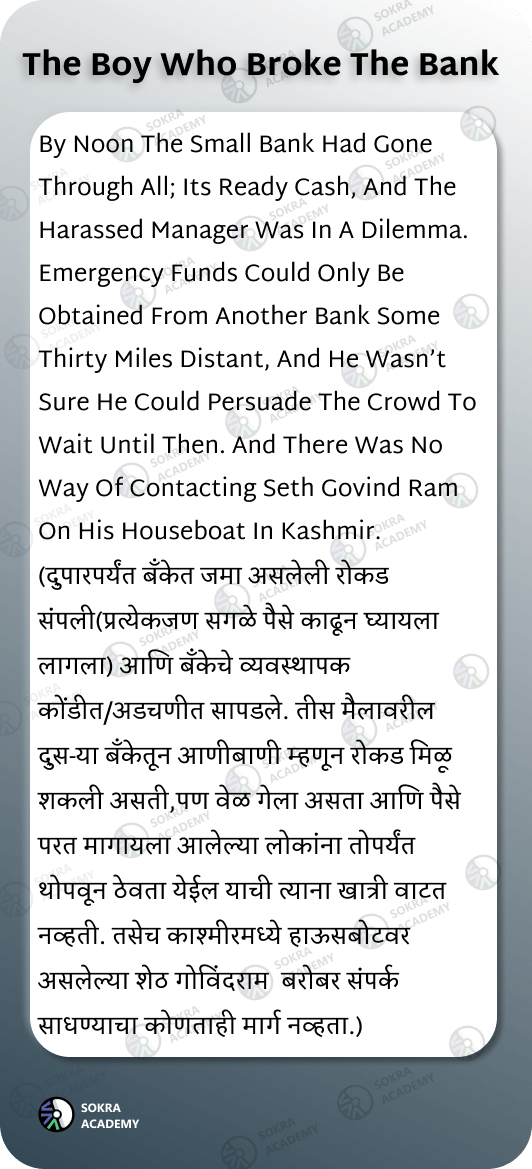 The Boy Who Broke The Bank
By Noon The Small Bank Had Gone
Through All; Its Ready Cash, And The
Harassed Manager Was In A Dilemma.
Emergency Funds Could Only Be
Obtained From Another Bank Some
Thirty Miles Distant, And He Wasn’t
Sure He Could Persuade The Crowd To
Wait Until Then. And There Was No
Way Of Contacting Seth Govind Ram
On His Houseboat In Kashmir.
(दुपारपर्यंत बँकेत जमा असलेली रोकड
संपली(प्रत्येकजण सगळे पैसे काढून घ्यायला
लागला) आणि बँकेचे व्यवस्थापक
कोंडीत/अडचणीत सापडले. तीस मैलावरील
दुस-या बँकेतून आणीबाणी म्हणून रोकड मिळू
शकली असती,पण वेळ गेला असता आणि पैसे
परत मागायला आलेल्या लोकांना तोपर्यंत
थोपवून ठेवता येईल याची त्याना खात्री वाटत
नव्हती. तसेच काश्मीरमध्ये हाऊसबोटवर
असलेल्या शेठ गोविंदराम  बरोबर संपर्क
साधण्याचा कोणताही मार्ग नव्हता.)
SOKRA
ACADEMY